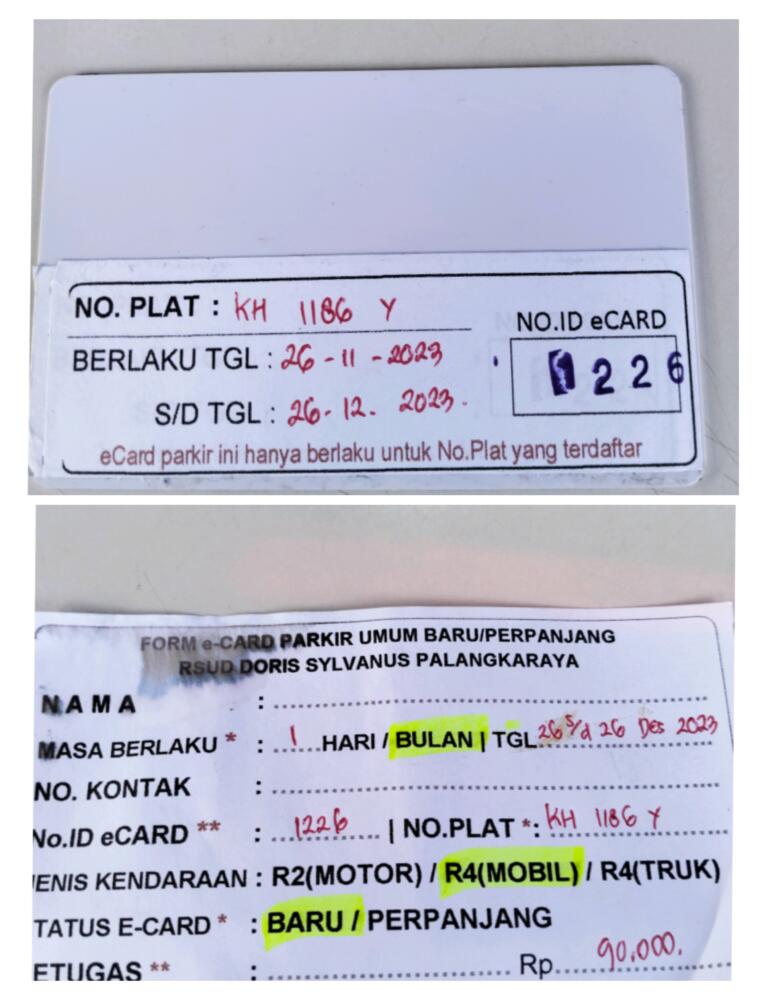 NO. PLAT : KH 1186 Y
NO.ID eCARD
BERLAKU TGL : 26-11-2023
1226
S/D TGL : 26-12. 2023.
eCard parkir ini hanya berlaku untuk No.Plat yang terdaftar
FORM e-CARD PARKIR UMUM BARU/PERPANJANG
RSUD DORIS SYLVANUS PALANGKARAYA
NAMA :
MASA BERLAKU * : 1 HARI / BULAN | TGL 26 s/d 26 Des 2023
NO. KONTAK :
No.ID eCARD ** : 1226 | NO.PLAT *: KH 1186 Y
ENIS KENDARAAN : R2(MOTOR) / R4(MOBIL) / R4(TRUK)
TATUS E-CARD * : BARU / PERPANJANG
ETUGAS ** : Rp. 90.000.